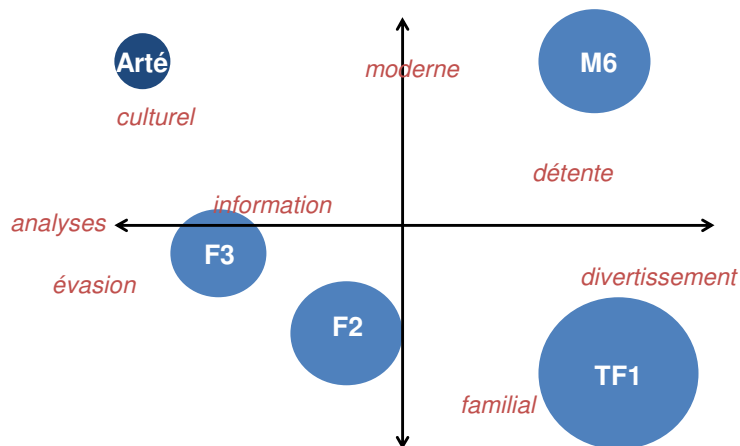 Arté
moderne
M6
culturel
détente
information
analyses
F3
évasion
divertissement
F2
TF1
familial